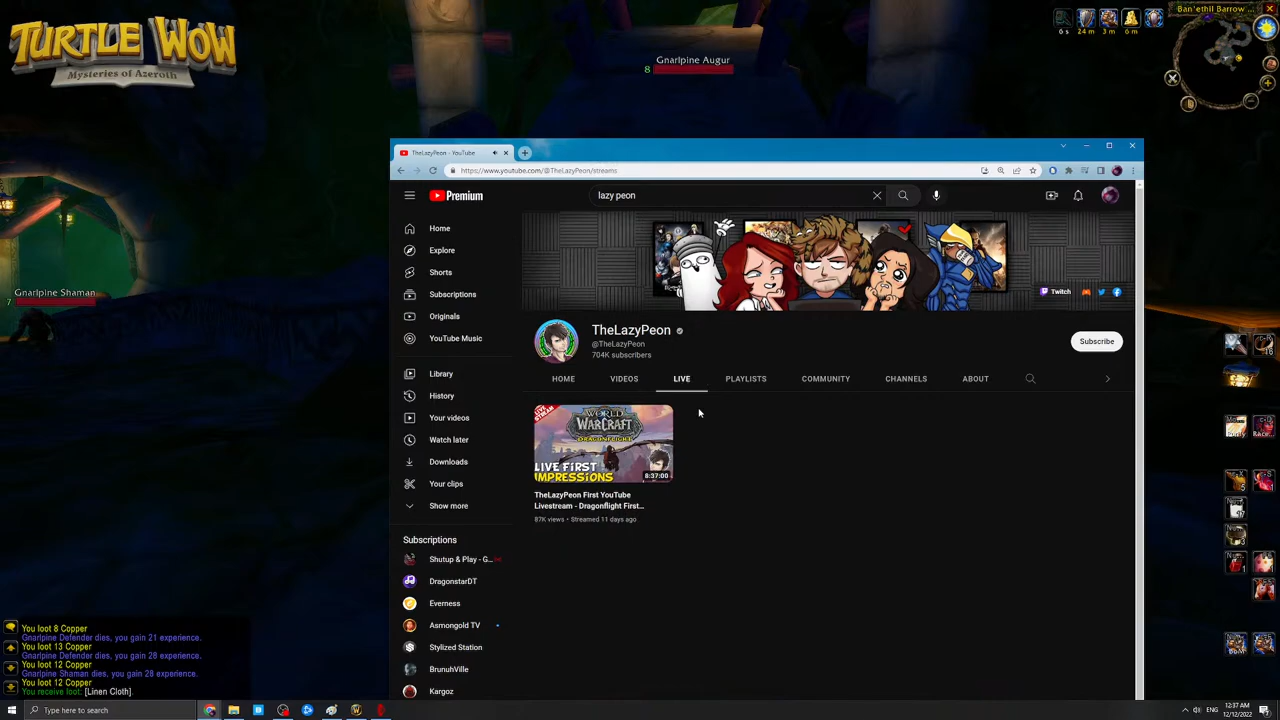 TURTLE WOW
Mysteries of Azeroth
Ban'ethil Barrow ...
6 s
24 m
3 m
6 m
Gnarlpine Augur
8
Gnarlpine Shaman
7
TheLazyPeon - YouTube
https://www.youtube.com/@TheLazyPeon/streams
Premium
lazy peon
Home
Explore
Shorts
Subscriptions
Originals
YouTube Music
Library
History
Your videos
Watch later
Downloads
Your clips
Show more
Subscriptions
Shutup & Play - G...
DragonstarDT
Everness
Asmongold TV
Stylized Station
BrunuhVille
Kargoz
Twitch
TheLazyPeon
@TheLazyPeon
704K subscribers
Subscribe
HOME
VIDEOS
LIVE
PLAYLISTS
COMMUNITY
CHANNELS
ABOUT
LIVE STREAM
WORLD
WARCRAFT
DRAGONFLIGHT
LIVE FIRST
IMPRESSIONS
8:37:00
TheLazyPeon First YouTube
Livestream - Dragonflight First...
87K views • Streamed 11 days ago
You loot 8 Copper
Gnarlpine Defender dies, you gain 21 experience.
You loot 13 Copper
Gnarlpine Defender dies, you gain 28 experience.
You loot 12 Copper
Gnarlpine Shaman dies, you gain 28 experience.
You loot 12 Copper
You receive loot: [Linen Cloth].
Type here to search
ENG
12:37 AM
12/12/2022